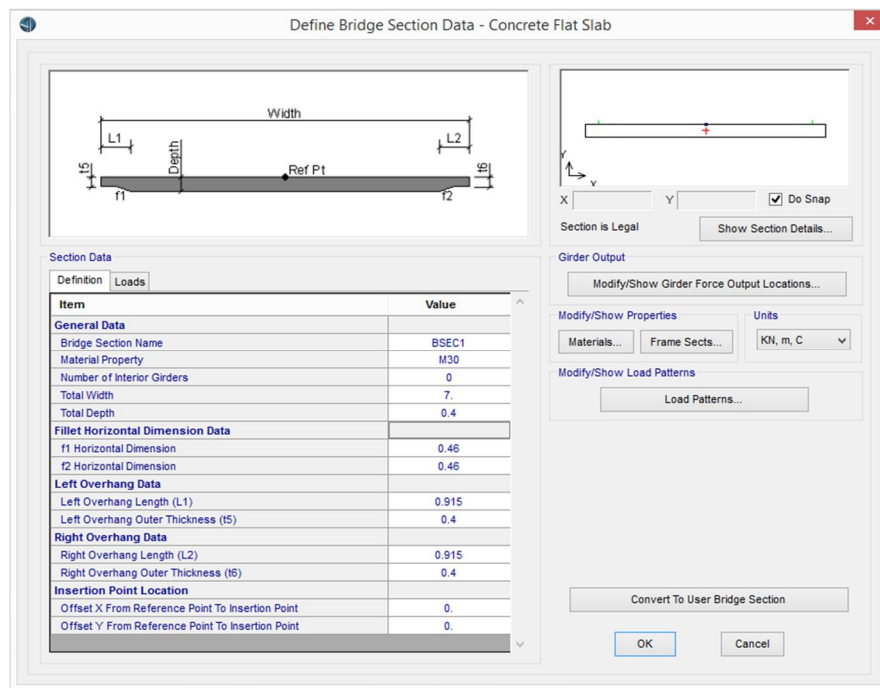 Define Bridge Section Data - Concrete Flat Slab
Width
L1
L2
Depth
t5
t6
Ref Pt
f1
f2
Y
X
X
Y
Do Snap
Section is Legal
Show Section Details...
Section Data
Definition
Loads
Item Value
General Data
Bridge Section Name BSEC1
Material Property M30
Number of Interior Girders 0
Total Width 7.
Total Depth 0.4
Fillet Horizontal Dimension Data
f1 Horizontal Dimension 0.46
f2 Horizontal Dimension 0.46
Left Overhang Data
Left Overhang Length (L1) 0.915
Left Overhang Outer Thickness (t5) 0.4
Right Overhang Data
Right Overhang Length (L2) 0.915
Right Overhang Outer Thickness (t6) 0.4
Insertion Point Location
Offset X From Reference Point To Insertion Point 0.
Offset Y From Reference Point To Insertion Point 0.
Girder Output
Modify/Show Girder Force Output Locations...
Modify/Show Properties
Materials...
Frame Sects...
Units
KN, m, C
Modify/Show Load Patterns
Load Patterns...
Convert To User Bridge Section
OK
Cancel